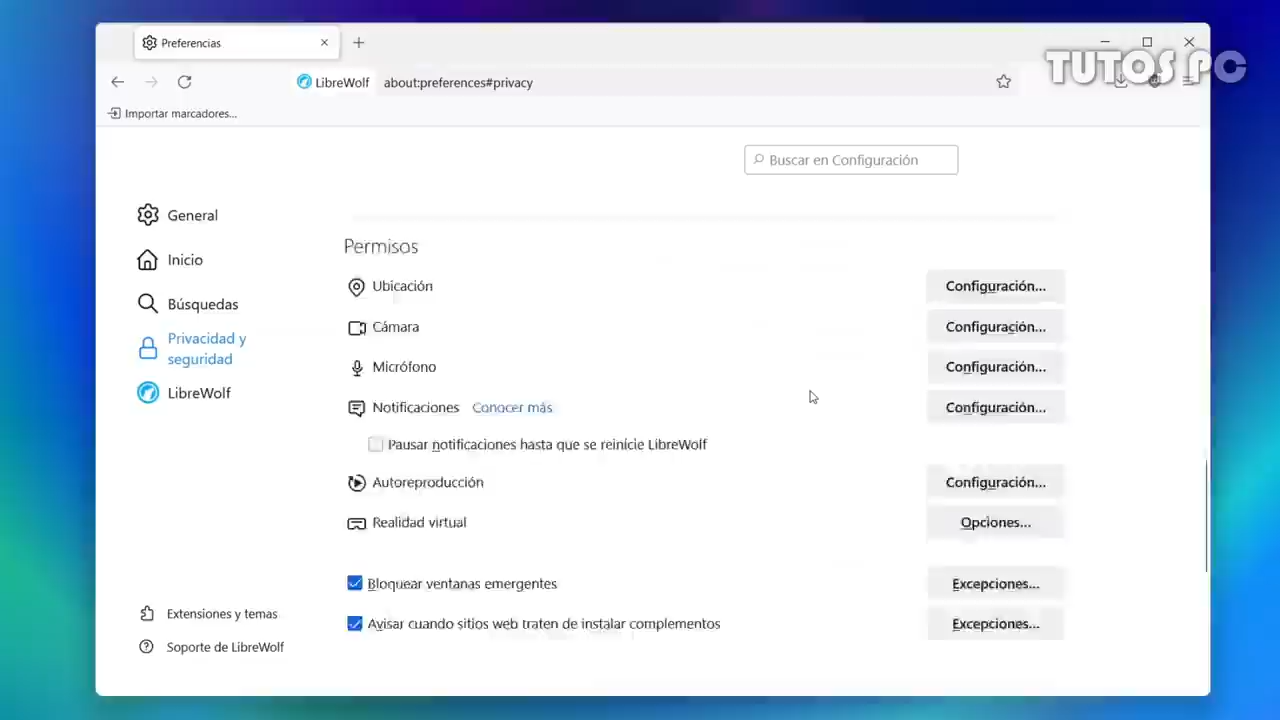 Preferencias
TUTOS PC
LibreWolf about:preferences#privacy
Importar marcadores...
Buscar en Configuración
General
Inicio
Búsquedas
Privacidad y
seguridad
LibreWolf
Extensiones y temas
Soporte de LibreWolf
Permisos
Ubicación Configuración...
Cámara Configuración...
Micrófono Configuración...
Notificaciones Conocer más Configuración...
Pausar notificaciones hasta que se reinicie LibreWolf
Autoreproducción Configuración...
Realidad virtual Opciones...
Bloquear ventanas emergentes Excepciones...
Avisar cuando sitios web traten de instalar complementos Excepciones...